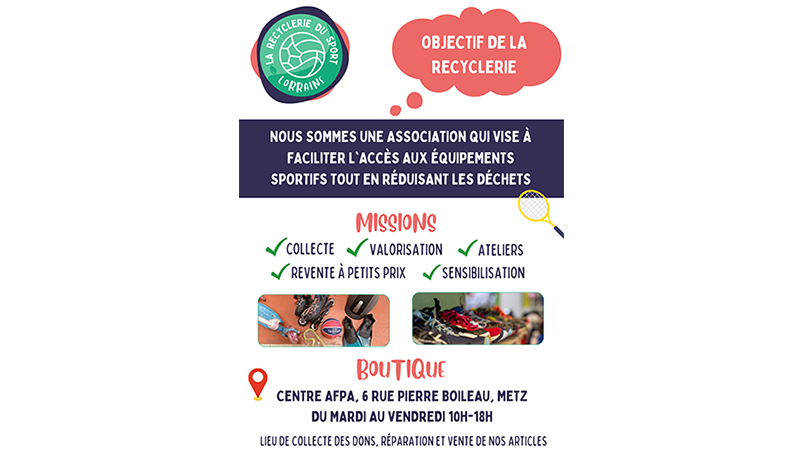 LA RECYCLERIE DU SPORT
LORRAINE
OBJECTIF DE LA
RECYCLERIE
NOUS SOMMES UNE ASSOCIATION QUI VISE À
FACILITER L'ACCÈS AUX ÉQUIPEMENTS
SPORTIFS TOUT EN RÉDUISANT LES DÉCHETS
MISSIONS
COLLECTE VALORISATION ATELIERS
REVENTE À PETITS PRIX SENSIBILISATION
BOUTIQUE
CENTRE AFPA, 6 RUE PIERRE BOILEAU, METZ
DU MARDI AU VENDREDI 10H-18H
LIEU DE COLLECTE DES DONS, RÉPARATION ET VENTE DE NOS ARTICLES